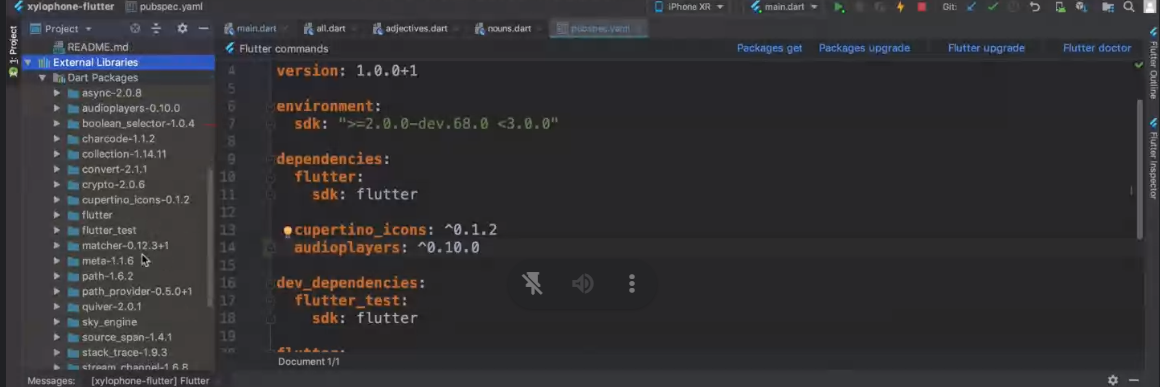 xylophone-flutter pubspec.yaml iPhone XR main.dart Git:
Project main.dart all.dart adjectives.dart nouns.dart pubspec.yaml
1: Project
README.md
External Libraries
Dart Packages
async-2.0.8
audioplayers-0.10.0
boolean_selector-1.0.4
charcode-1.1.2
collection-1.14.11
convert-2.1.1
crypto-2.0.6
cupertino_icons-0.1.2
flutter
flutter_test
matcher-0.12.3+1
meta-1.1.6
path-1.6.2
path_provider-0.5.0+1
quiver-2.0.1
sky_engine
source_span-1.4.1
stack_trace-1.9.3
stream_channel-1.6.8
Flutter commands Packages get Packages upgrade Flutter upgrade Flutter doctor
4 version: 1.0.0+1
5
6 environment:
7 sdk: ">=2.0.0-dev.68.0 <3.0.0"
8
9 dependencies:
10 flutter:
11 sdk: flutter
12
13 cupertino_icons: ^0.1.2
14 audioplayers: ^0.10.0
15
16 dev_dependencies:
17 flutter_test:
18 sdk: flutter
19
Document 1/1
Flutter Outline
Flutter Inspector
Messages: [xylophone-flutter] Flutter